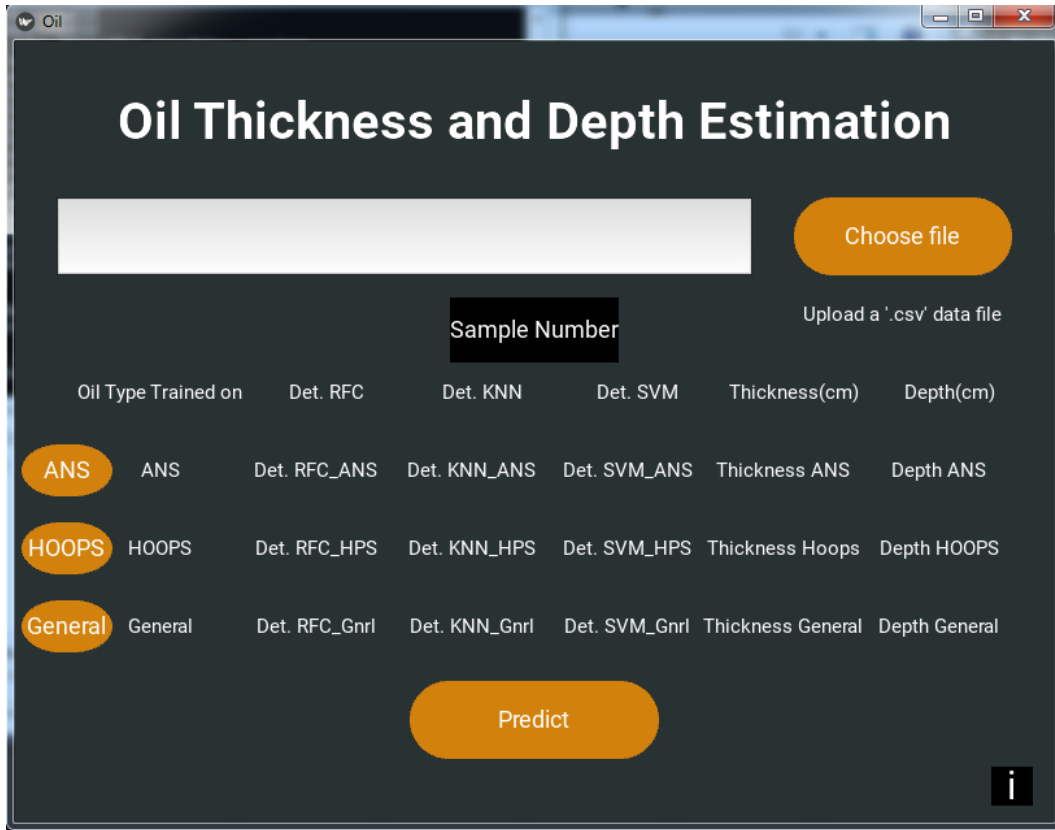 Oil
Oil Thickness and Depth Estimation
Choose file
Upload a '.csv' data file
Sample Number
Oil Type Trained on Det. RFC Det. KNN Det. SVM Thickness(cm) Depth(cm)
ANS ANS Det. RFC_ANS Det. KNN_ANS Det. SVM_ANS Thickness ANS Depth ANS
HOOPS HOOPS Det. RFC_HPS Det. KNN_HPS Det. SVM_HPS Thickness Hoops Depth HOOPS
General General Det. RFC_Gnrl Det. KNN_Gnrl Det. SVM_Gnrl Thickness General Depth General
Predict
i